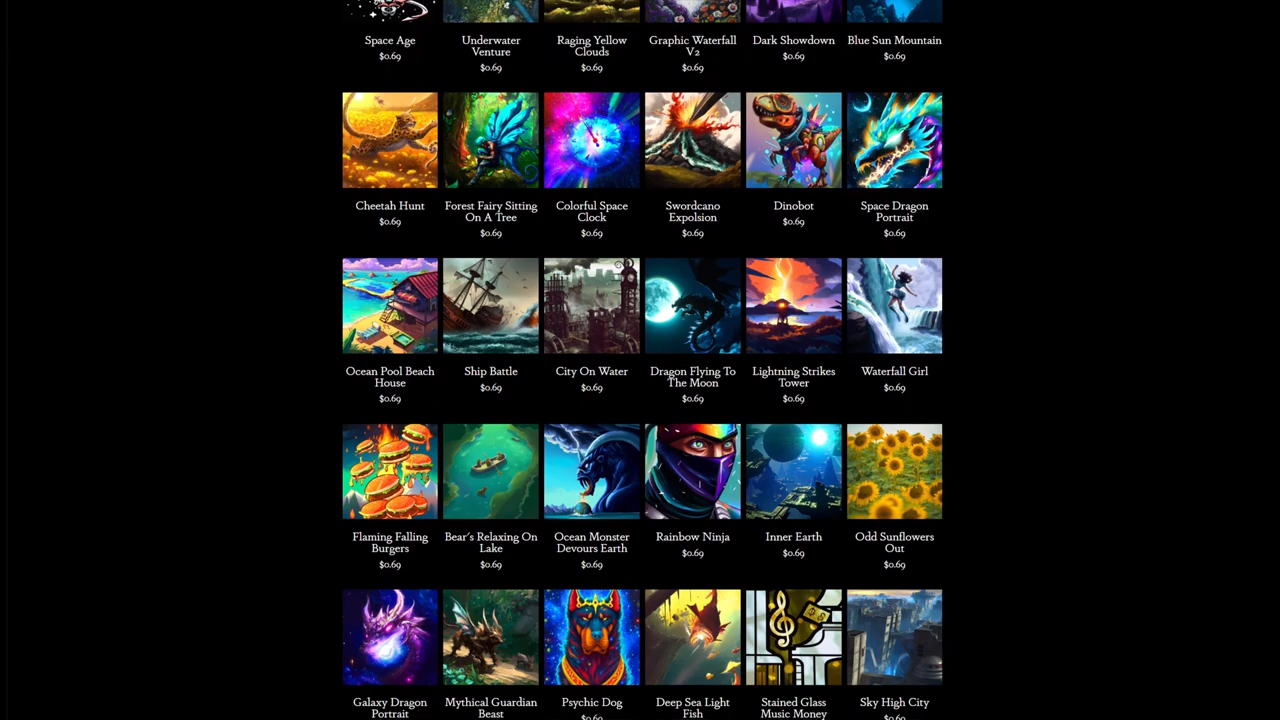 Space Age
$0.69
Underwater
Venture
$0.69
Raging Yellow
Clouds
$0.69
Graphic Waterfall
V2
$0.69
Dark Showdown
$0.69
Blue Sun Mountain
$0.69
Cheetah Hunt
$0.69
Forest Fairy Sitting
On A Tree
$0.69
Colorful Space
Clock
$0.69
Swordcano
Expolsion
$0.69
Dinobot
$0.69
Space Dragon
Portrait
$0.69
Ocean Pool Beach
House
$0.69
Ship Battle
$0.69
City On Water
$0.69
Dragon Flying To
The Moon
$0.69
Lightning Strikes
Tower
$0.69
Waterfall Girl
$0.69
Flaming Falling
Burgers
$0.69
Bear's Relaxing On
Lake
$0.69
Ocean Monster
Devours Earth
$0.69
Rainbow Ninja
$0.69
Inner Earth
$0.69
Odd Sunflowers
Out
$0.69
Galaxy Dragon
Portrait
Mythical Guardian
Beast
Psychic Dog
$0.69
Deep Sea Light
Fish
Stained Glass
Music Money
Sky High City
$0.69